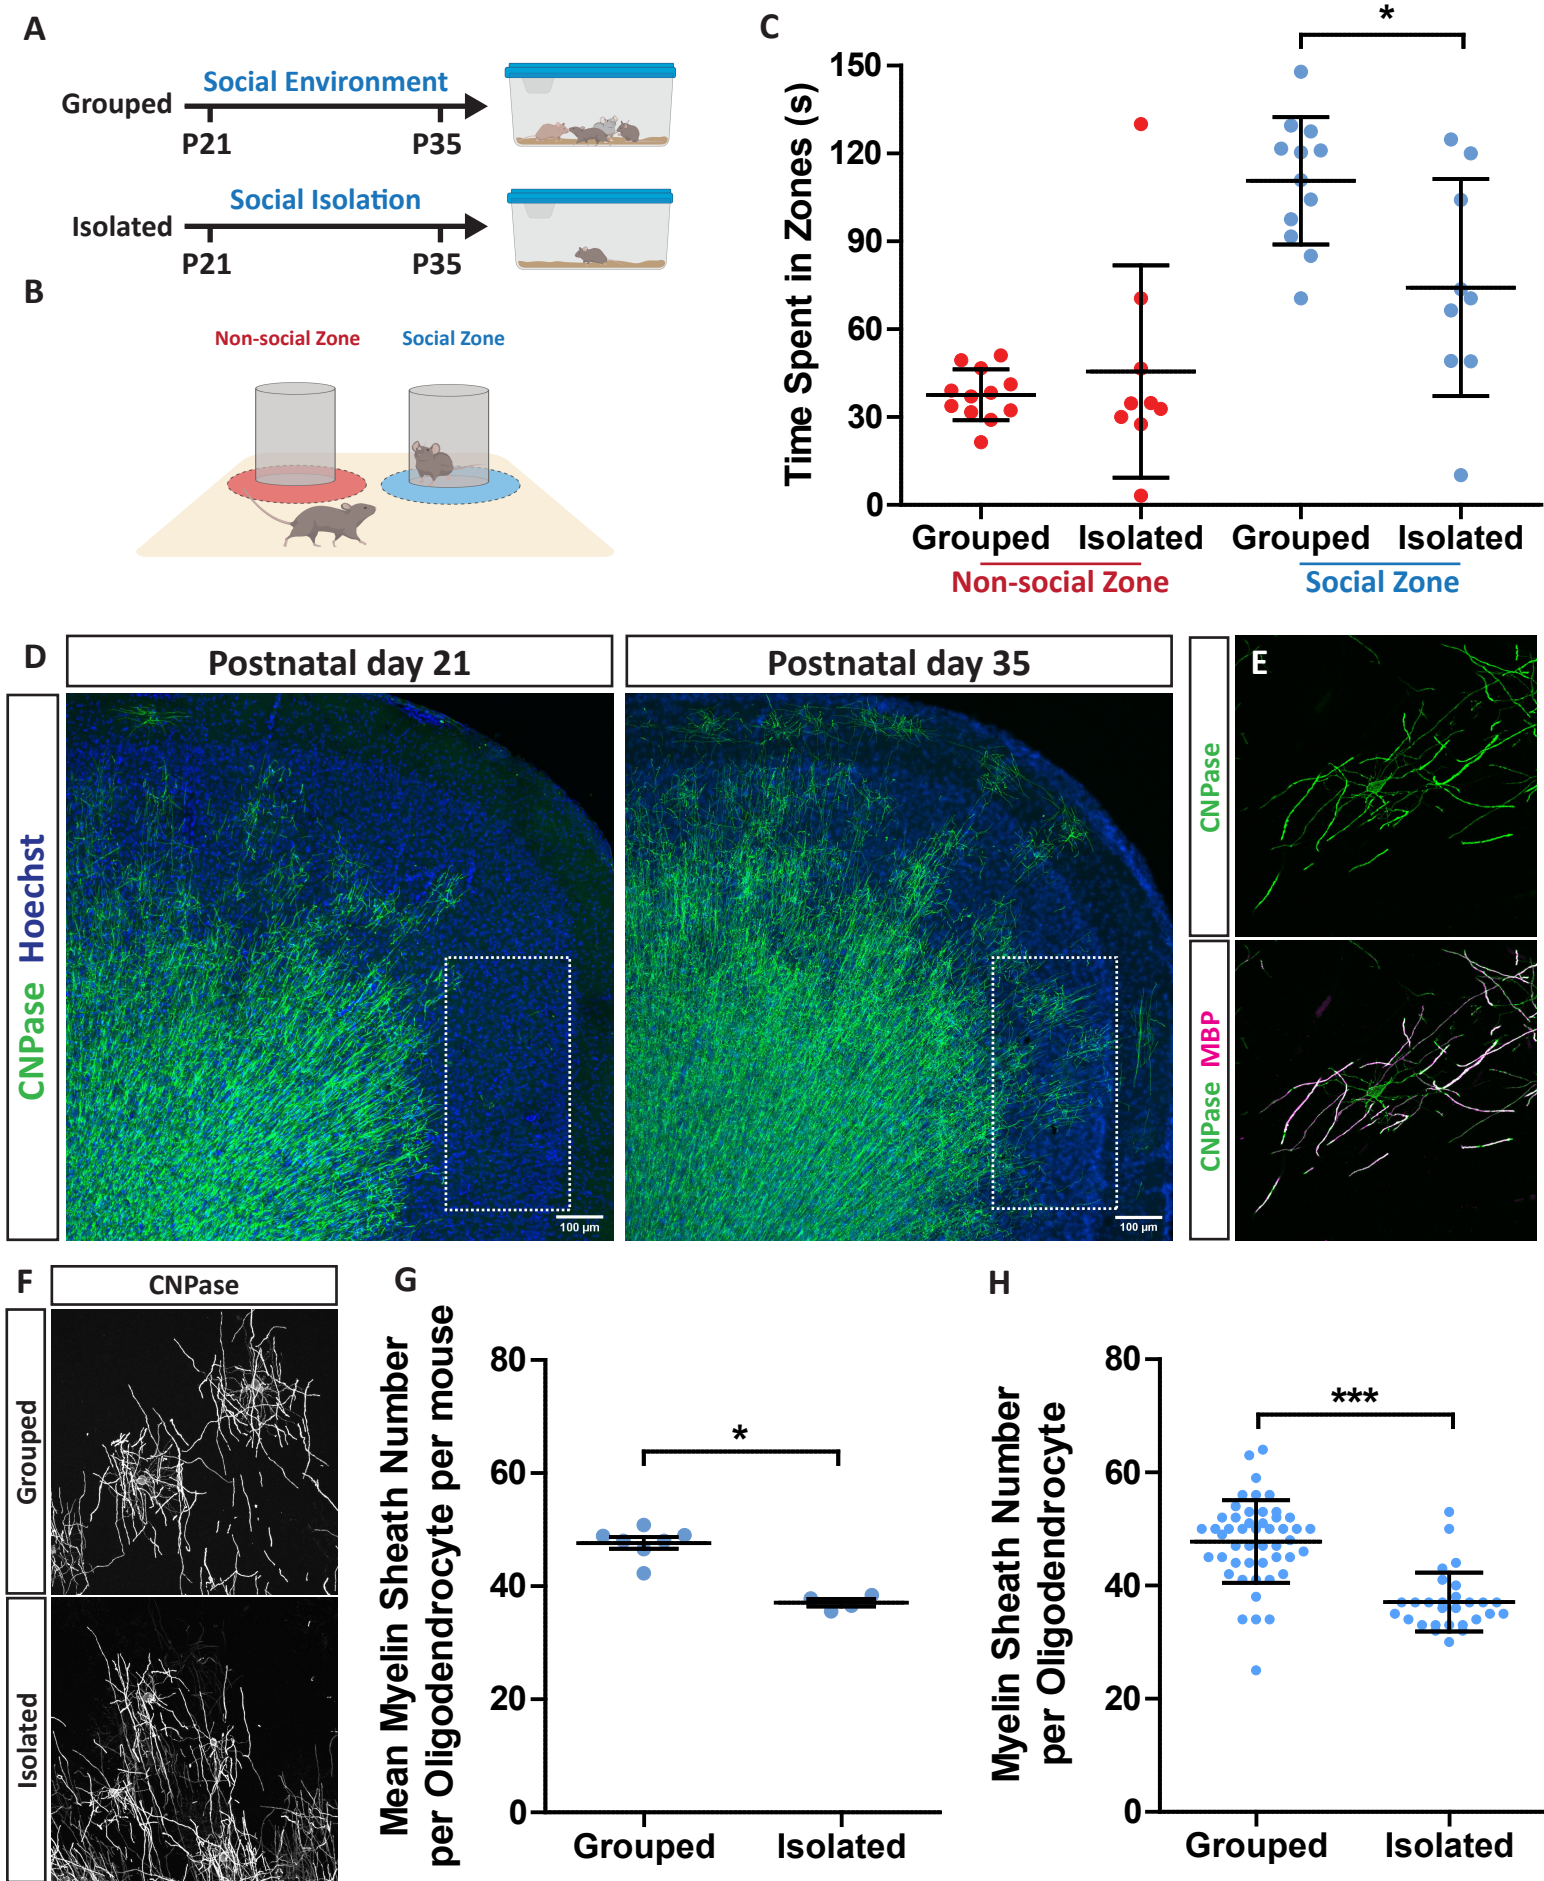 A
Grouped
Social Environment
P21
P35
Isolated
Social Isolation
P21
P35
B
Non-social Zone
Social Zone
C
*
Time Spent in Zones (s)
150
120
90
60
30
0
Grouped
Isolated
Grouped
Isolated
Non-social Zone
Social Zone
D
Postnatal day 21
Postnatal day 35
CNPase Hoechst
100 µm
100 µm
E
CNPase
CNPase MBP
F
CNPase
Grouped
Isolated
G
Mean Myelin Sheath Number
per Oligodendrocyte per mouse
80
60
40
20
0
*
Grouped
Isolated
H
Myelin Sheath Number
per Oligodendrocyte
80
60
40
20
0
***
Grouped
Isolated